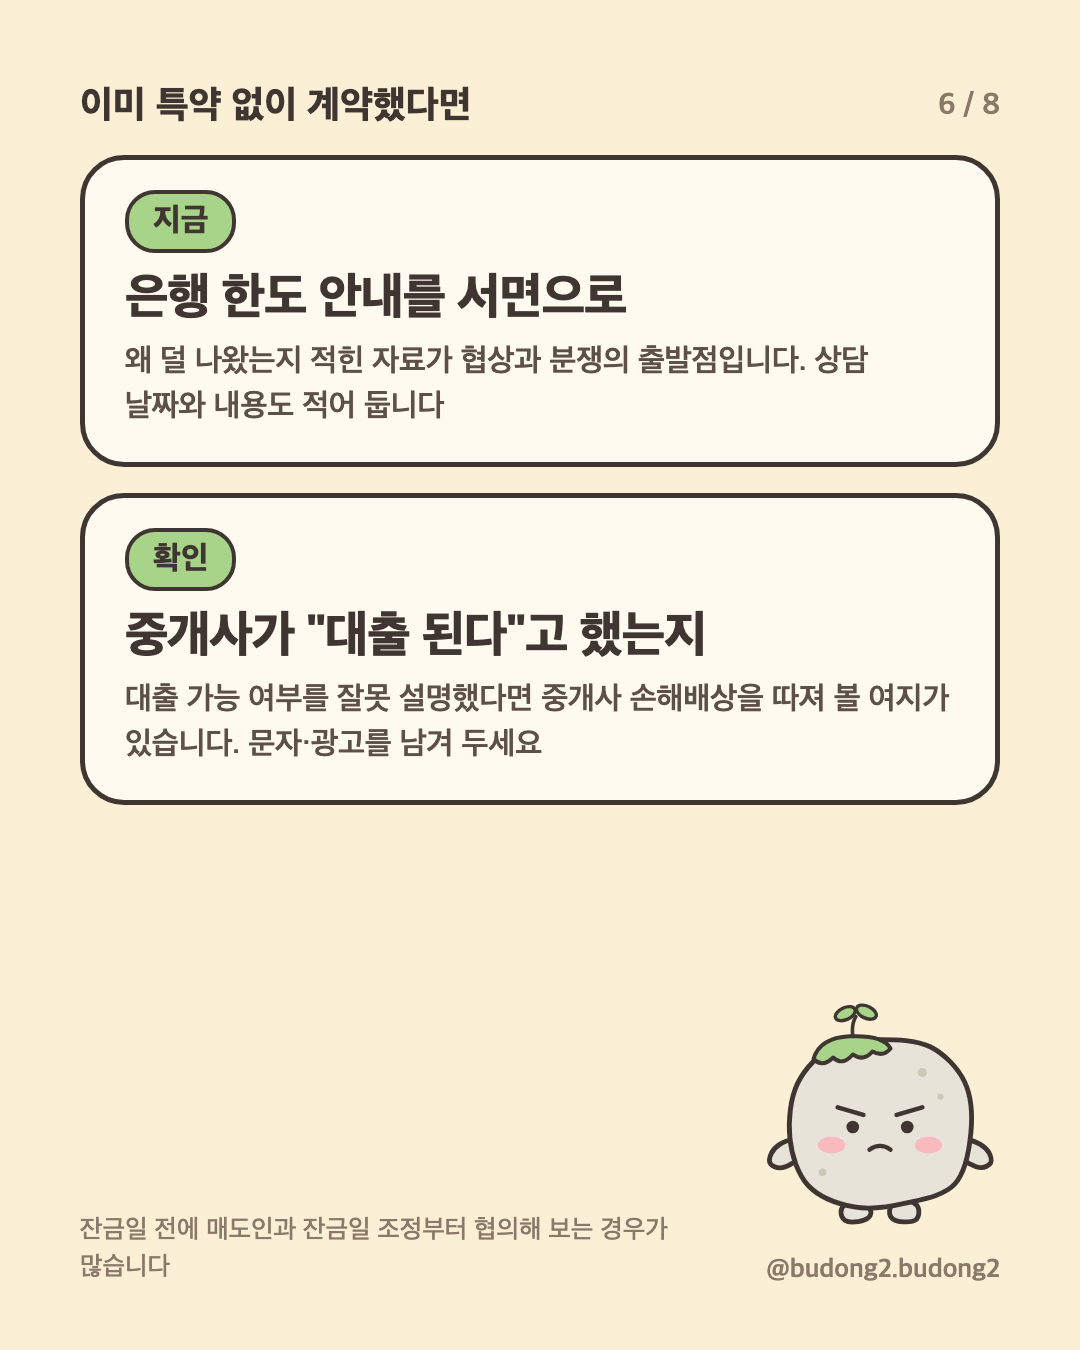 이미 특약 없이 계약했다면
6 / 8
지금
은행 한도 안내를 서면으로
왜 덜 나왔는지 적힌 자료가 협상과 분쟁의 출발점입니다. 상담
날짜와 내용도 적어 둡니다
확인
중개사가 "대출 된다"고 했는지
대출 가능 여부를 잘못 설명했다면 중개사 손해배상을 따져 볼 여지가
있습니다. 문자·광고를 남겨 두세요
잔금일 전에 매도인과 잔금일 조정부터 협의해 보는 경우가
많습니다
@budong2.budong2